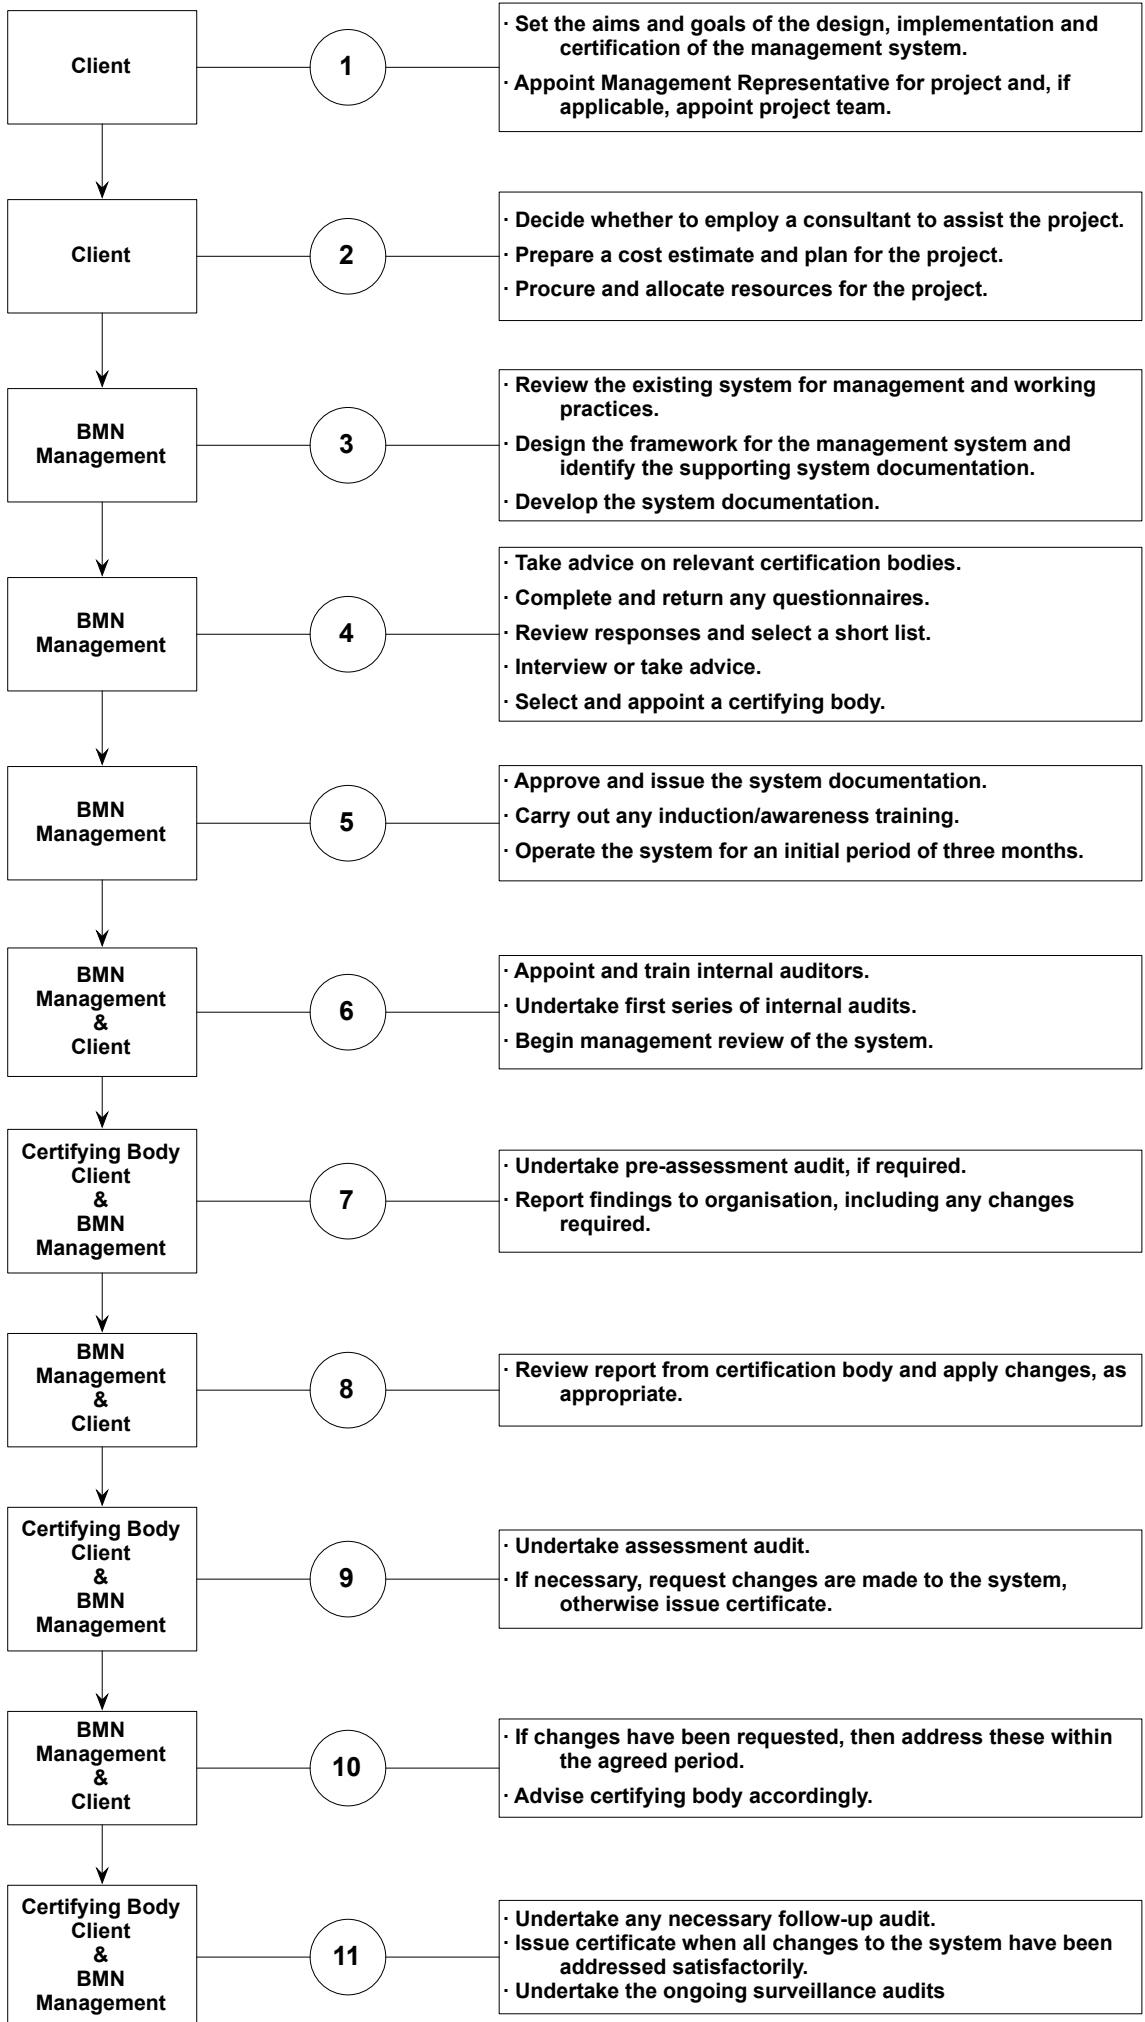 Client
1
· Set the aims and goals of the design, implementation and
certification of the management system.
· Appoint Management Representative for project and, if
applicable, appoint project team.
Client
2
· Decide whether to employ a consultant to assist the project.
· Prepare a cost estimate and plan for the project.
· Procure and allocate resources for the project.
BMN
Management
3
· Review the existing system for management and working
practices.
· Design the framework for the management system and
identify the supporting system documentation.
· Develop the system documentation.
BMN
Management
4
· Take advice on relevant certification bodies.
· Complete and return any questionnaires.
· Review responses and select a short list.
· Interview or take advice.
· Select and appoint a certifying body.
BMN
Management
5
· Approve and issue the system documentation.
· Carry out any induction/awareness training.
· Operate the system for an initial period of three months.
BMN
Management
&
Client
6
· Appoint and train internal auditors.
· Undertake first series of internal audits.
· Begin management review of the system.
Certifying Body
Client
&
BMN
Management
7
· Undertake pre-assessment audit, if required.
· Report findings to organisation, including any changes
required.
BMN
Management
&
Client
8
· Review report from certification body and apply changes, as
appropriate.
Certifying Body
Client
&
BMN
Management
9
· Undertake assessment audit.
· If necessary, request changes are made to the system,
otherwise issue certificate.
BMN
Management
&
Client
10
· If changes have been requested, then address these within
the agreed period.
· Advise certifying body accordingly.
Certifying Body
Client
&
BMN
Management
11
· Undertake any necessary follow-up audit.
· Issue certificate when all changes to the system have been
addressed satisfactorily.
· Undertake the ongoing surveillance audits